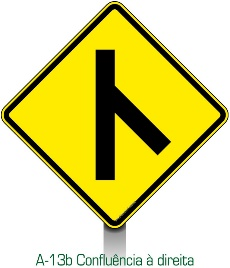 A-13b Confluência à direita